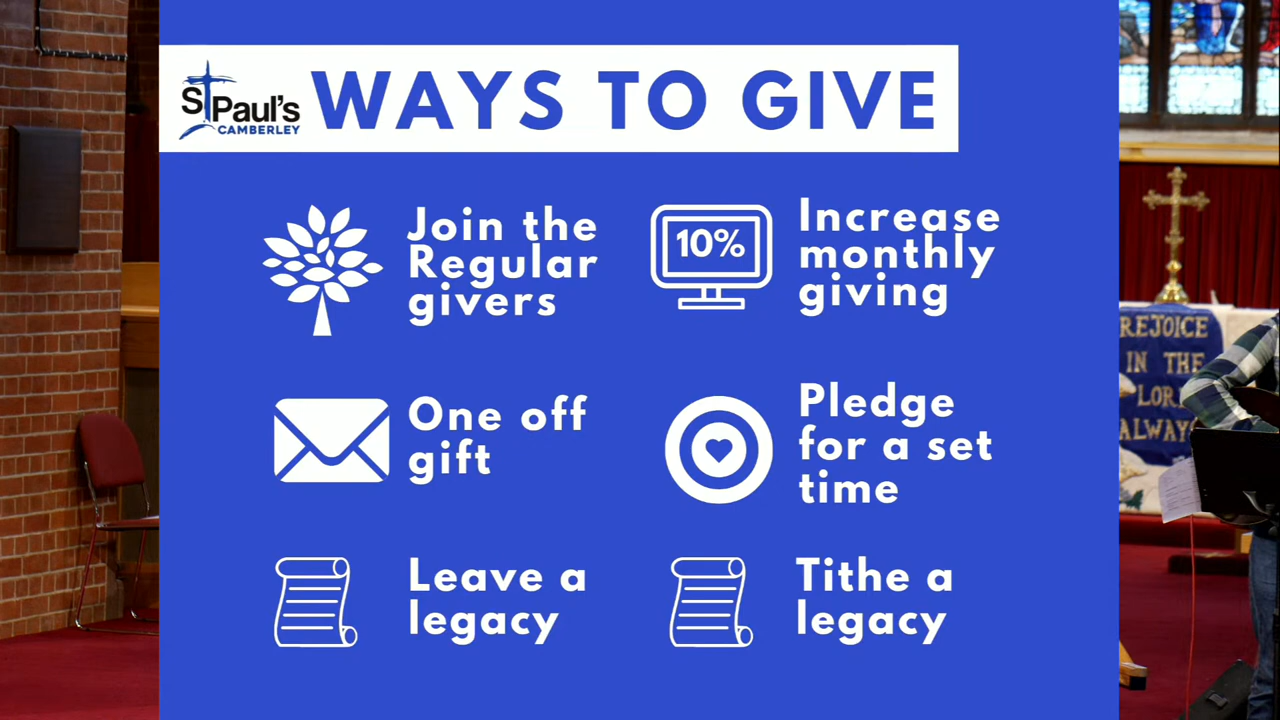 St Paul's
CAMBERLEY
WAYS TO GIVE
Join the
Regular
givers
10%
Increase
monthly
giving
One off
gift
Pledge
for a set
time
Leave a
legacy
Tithe a
legacy
REJOICE
IN THE
LORD
ALWAYS